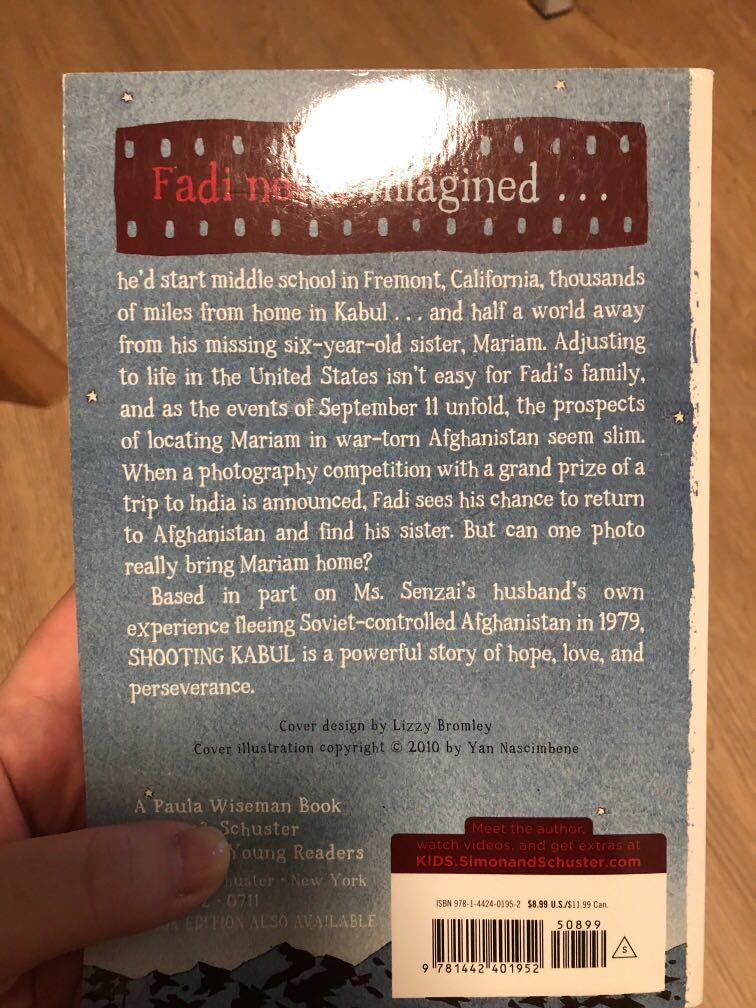 Fadi imagined . . .
he'd start middle school in Fremont, California, thousands
of miles from home in Kabul . . . and half a world away
from his missing six-year-old sister, Mariam. Adjusting
to life in the United States isn't easy for Fadi's family,
and as the events of September 11 unfold, the prospects
of locating Mariam in war-torn Afghanistan seem slim.
When a photography competition with a grand prize of a
trip to India is announced, Fadi sees his chance to return
to Afghanistan and find his sister. But can one photo
really bring Mariam home?
Based in part on Ms. Senzai's husband's own
experience fleeing Soviet-controlled Afghanistan in 1979,
SHOOTING KABUL is a powerful story of hope, love, and
perseverance.
Cover design by Lizzy Bromley
Cover illustration copyright © 2010 by Yan Nascimbene
A Paula Wiseman Book
Schuster
Young Readers
New York
0711
EDITION ALSO AVAILABLE
Meet the author,
watch videos, and get extras at
KIDS.SimonandSchuster.com
ISBN 978-1-4424-0195-2 $8.99 U.S./$11.99 Can.
50899
9 781442 401952
S